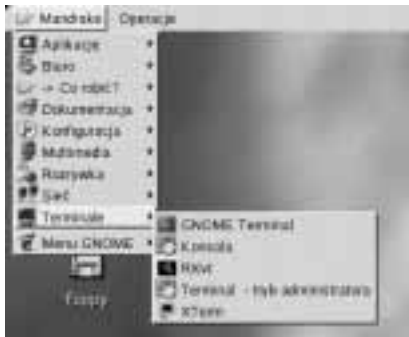 Mandrake Operacje
Aplikacje
Biuro
-> Co robić?
Dokumentacja
Konfiguracja
Multimedia
Rozrywka
Sieć
Terminale
Menu GNOME
GNOME Terminal
Konsola
RXvt
Terminal - tryb administratora
XTerm